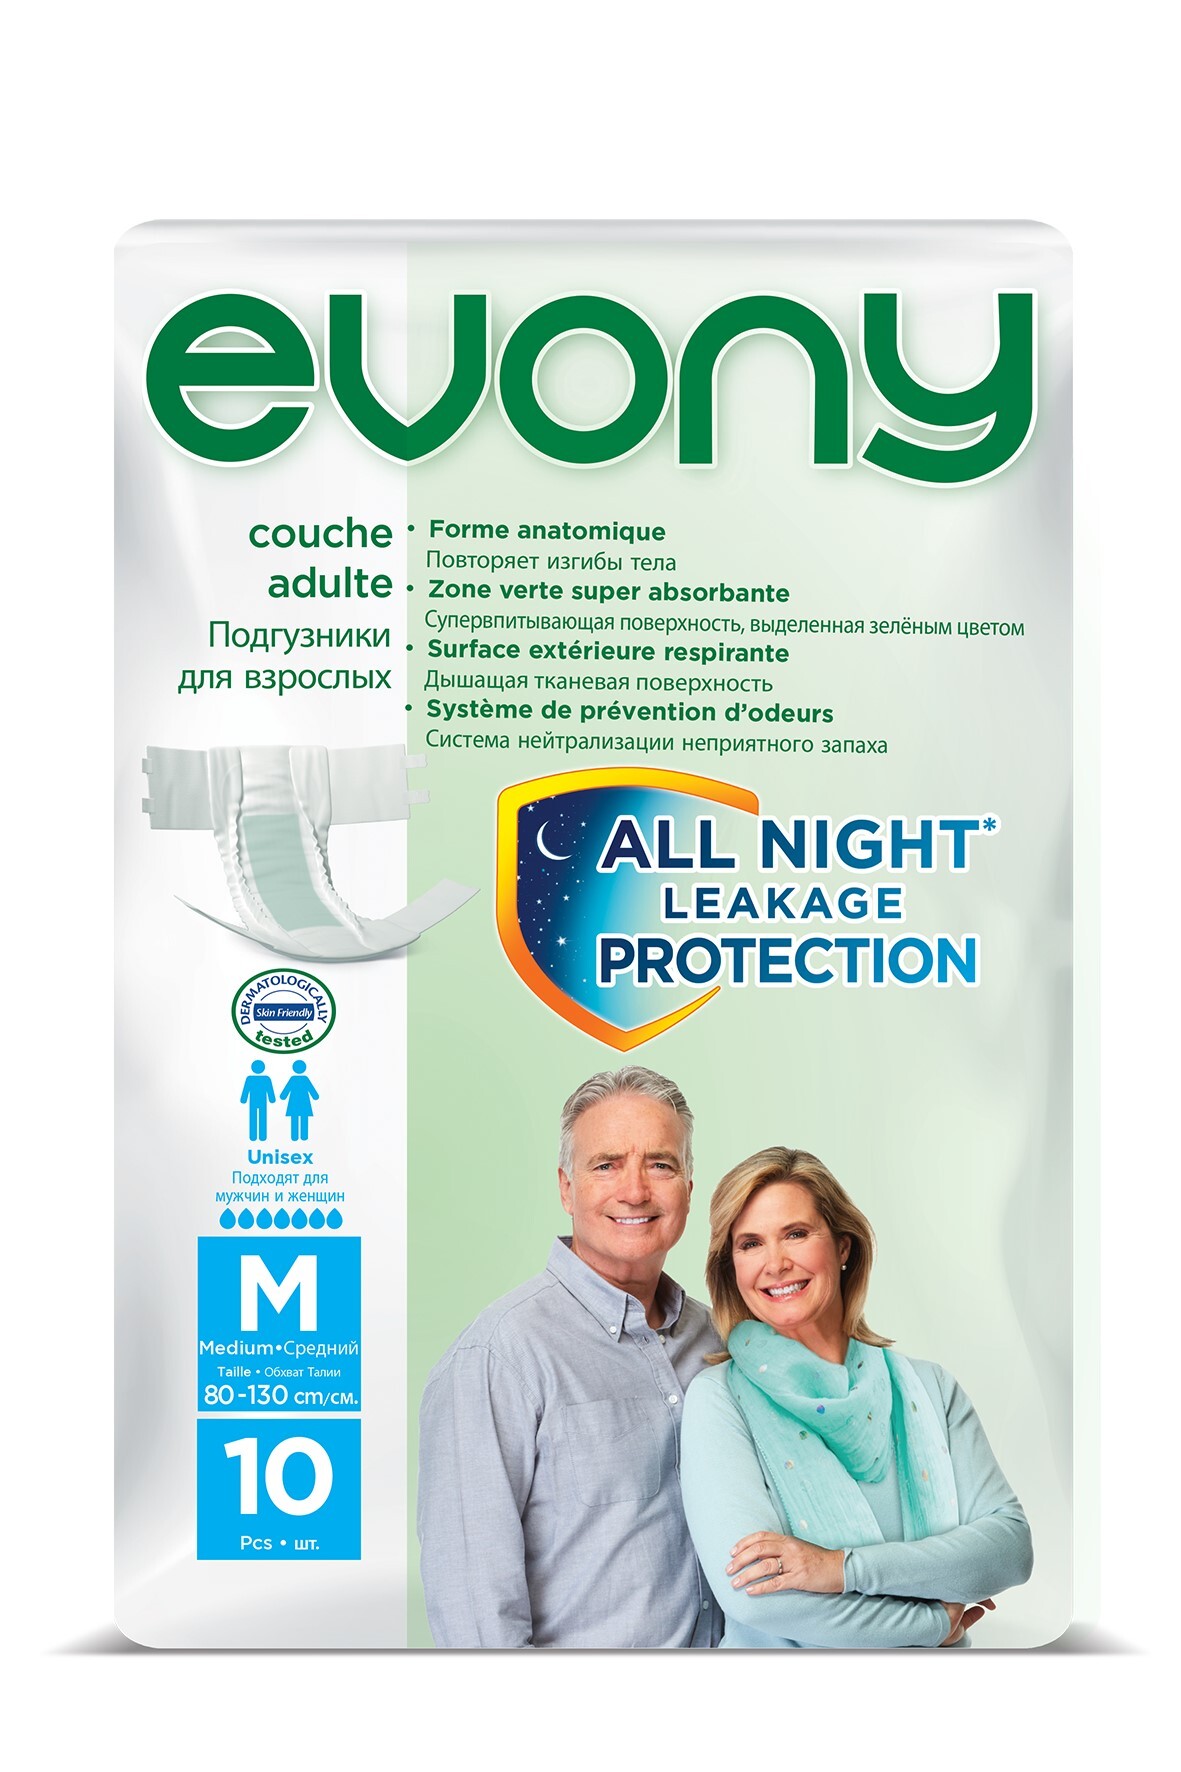 evony
couche
adulte
Подгузники
для взрослых
• Forme anatomique
Повторяет изгибы тела
• Zone verte super absorbante
Супервпитывающая поверхность, выделенная зелёным цветом
• Surface extérieure respirante
Дышащая тканевая поверхность
• Système de prévention d'odeurs
Система нейтрализации неприятного запаха
ALL NIGHT*
LEAKAGE
PROTECTION
DERMATOLOGICALLY
Skin Friendly
tested
Unisex
Подходят для
мужчин и женщин
M
Medium•Средний
Taille • Обхват Талии
80-130 cm/см.
10
Pcs • шт.